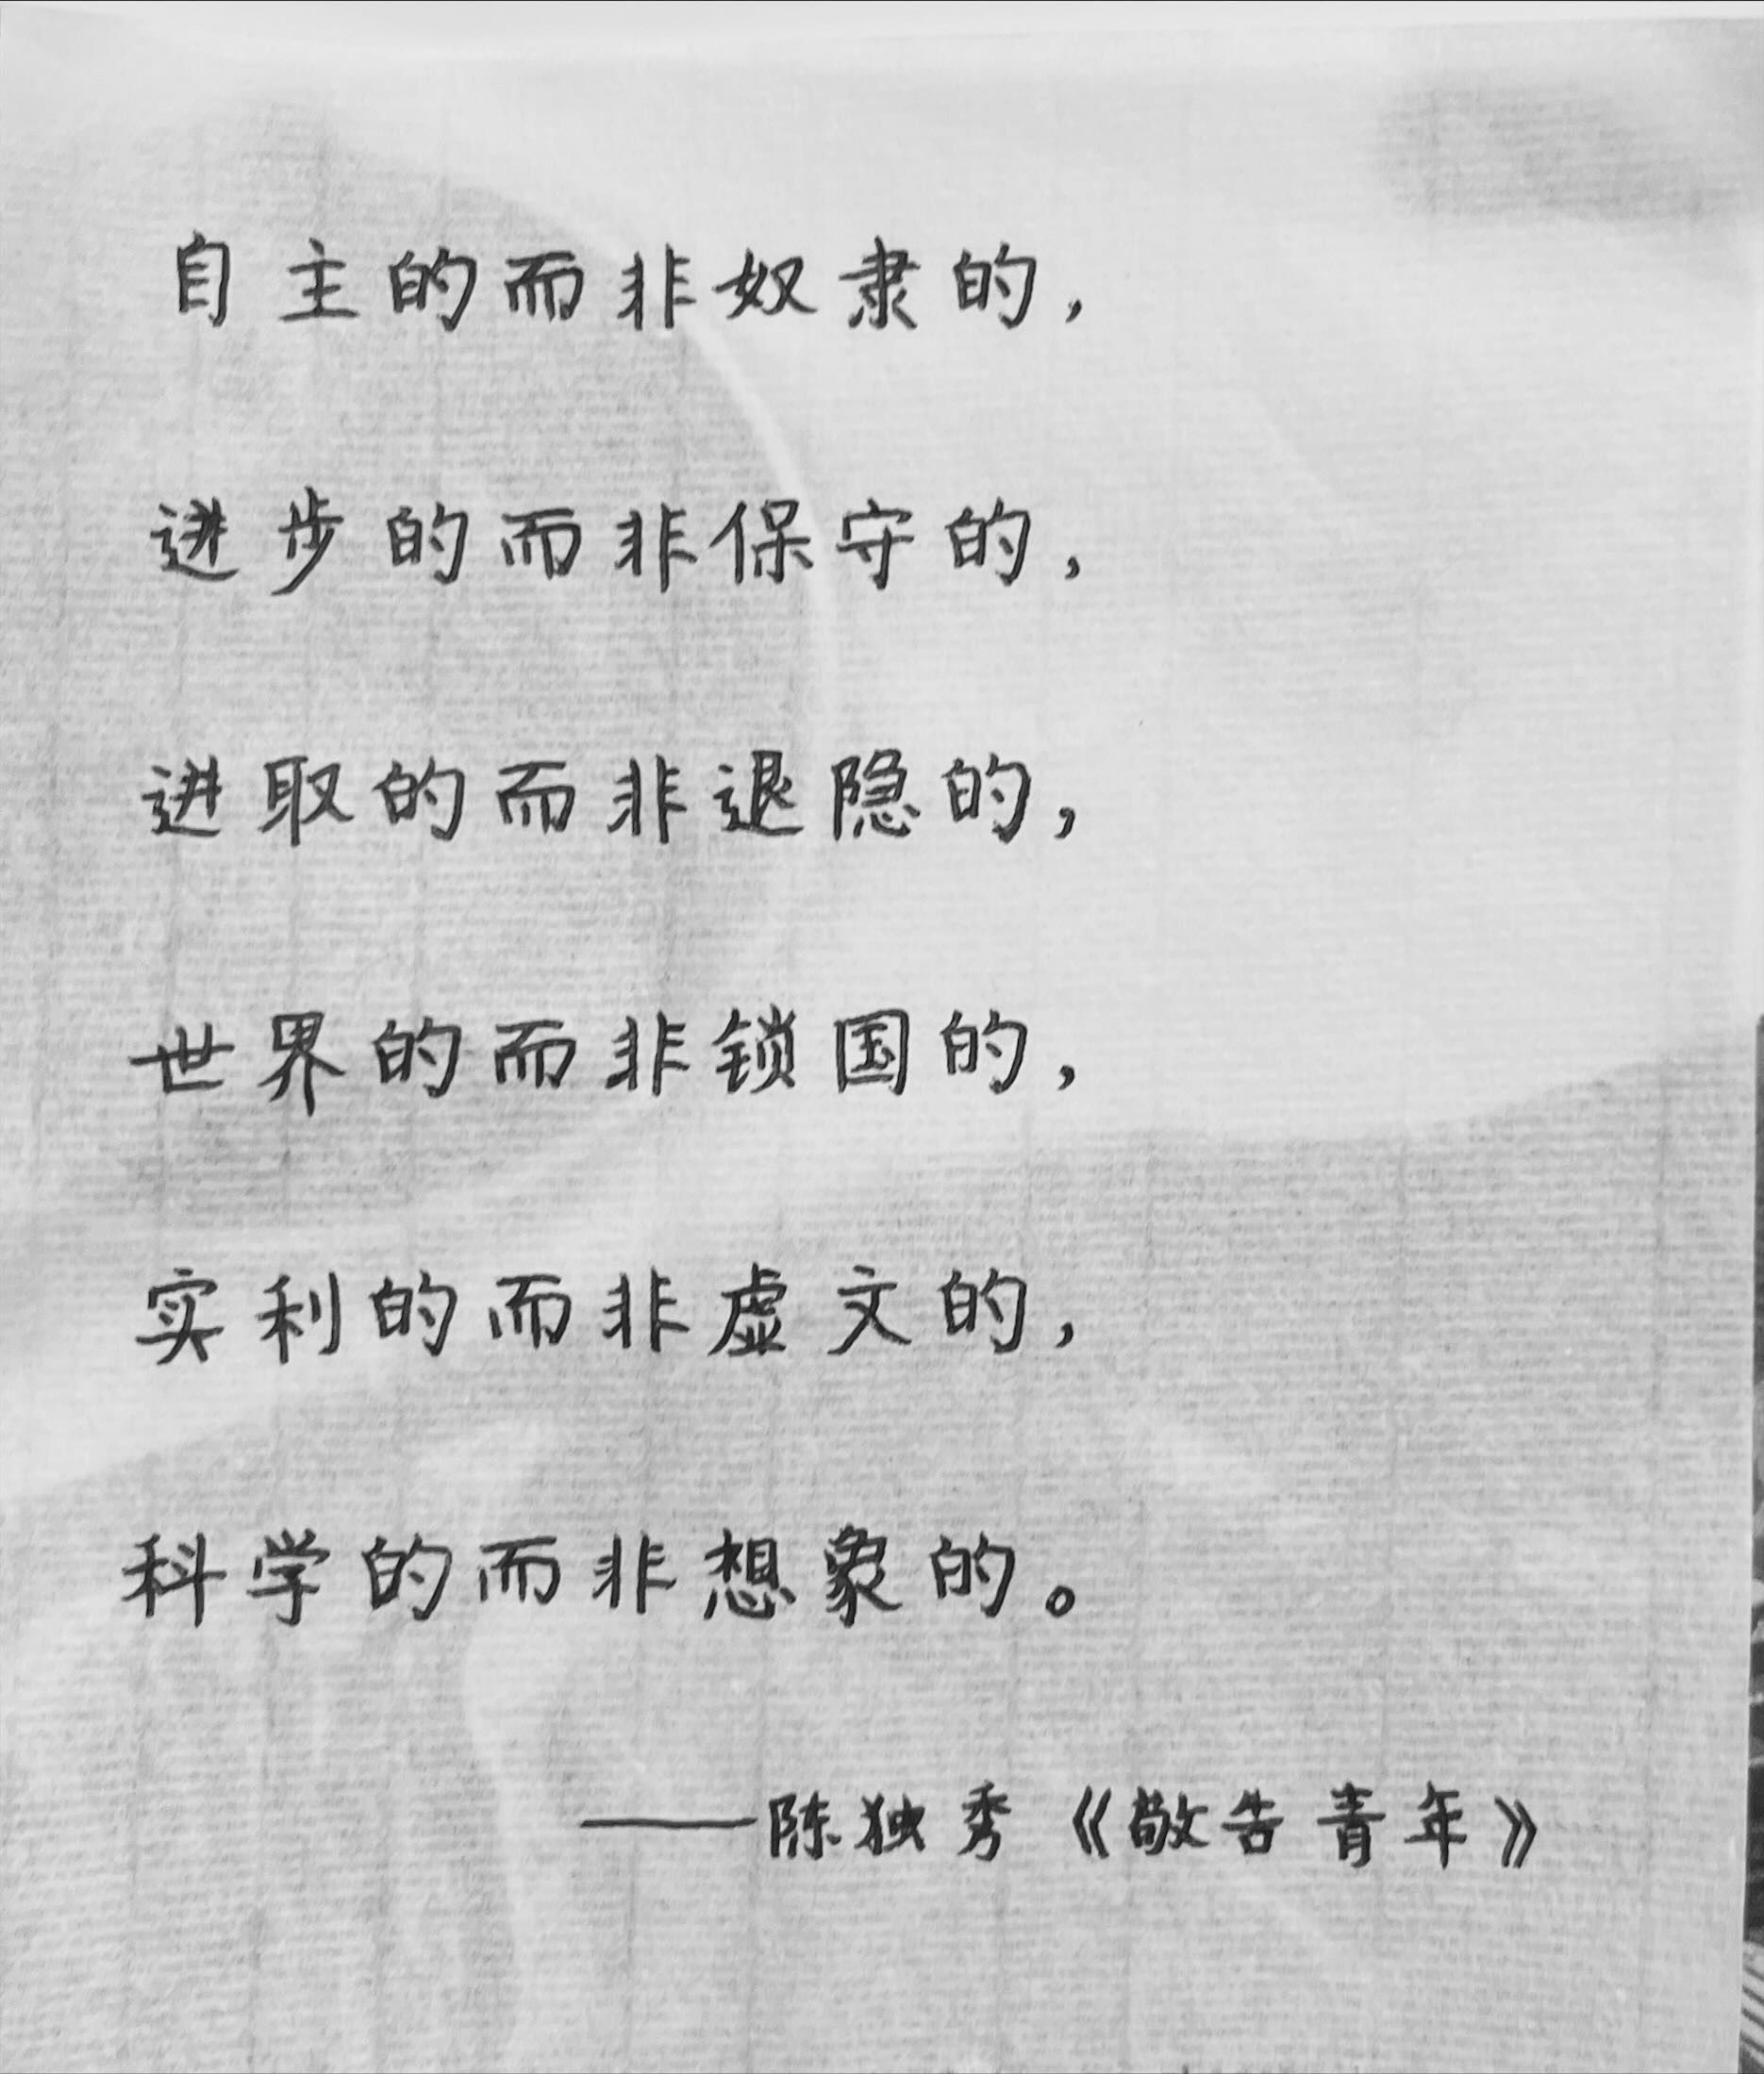 自主的而非奴隶的，
进步的而非保守的，
进取的而非退隐的，
世界的而非锁国的，
实利的而非虚文的，
科学的而非想象的。
——陈独秀《敬告青年》